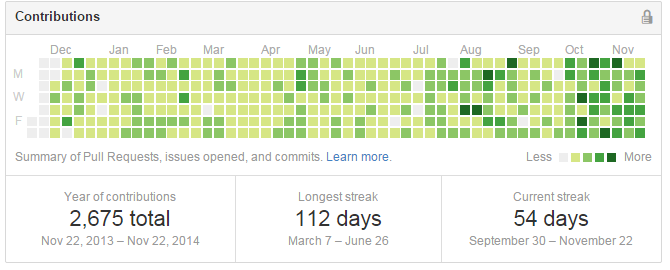 Contributions
Dec Jan Feb Mar Apr May Jun Jul Aug Sep Oct Nov
M
W
F
Summary of Pull Requests, issues opened, and commits. Learn more. Less More
Year of contributions Longest streak Current streak
2,675 total 112 days 54 days
Nov 22, 2013 – Nov 22, 2014 March 7 – June 26 September 30 – November 22